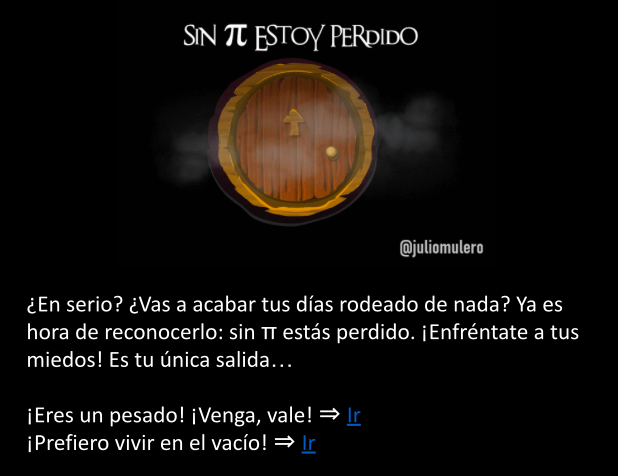 SIN π ESTOY PERDIDO
@juliomulero
¿En serio? ¿Vas a acabar tus días rodeado de nada? Ya es
hora de reconocerlo: sin π estás perdido. ¡Enfréntate a tus
miedos! Es tu única salida…
¡Eres un pesado! ¡Venga, vale! ⇒ Ir
¡Prefiero vivir en el vacío! ⇒ Ir